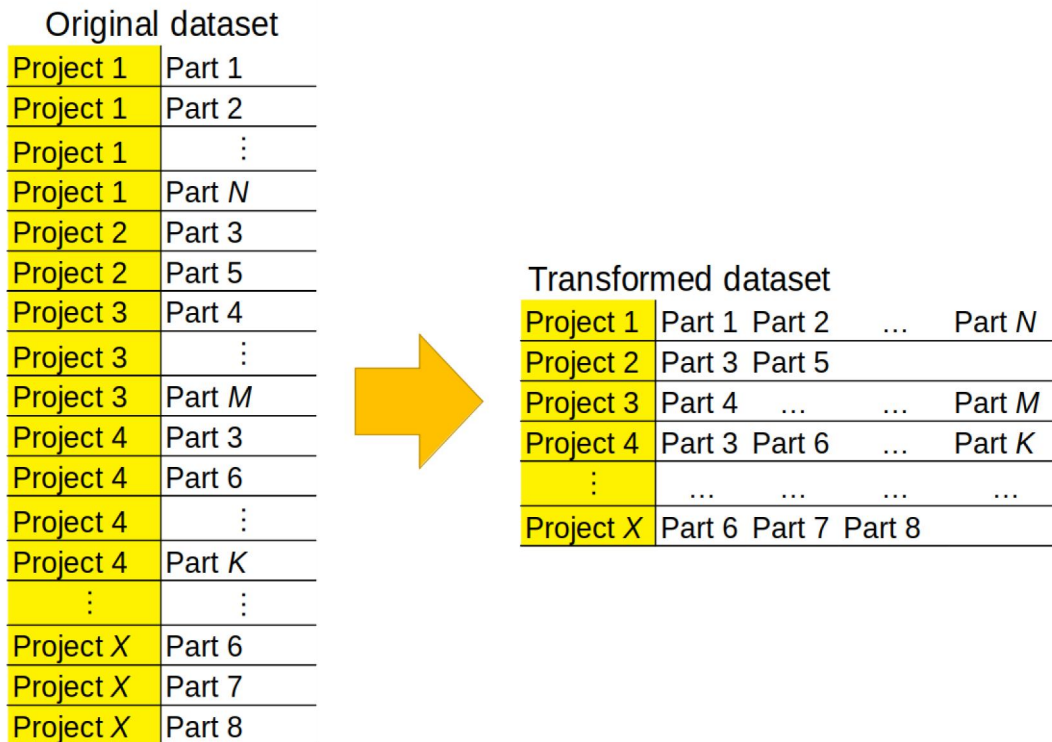 Original dataset
Project 1 Part 1
Project 1 Part 2
Project 1 ⋮
Project 1 Part N
Project 2 Part 3
Project 2 Part 5
Project 3 Part 4
Project 3 ⋮
Project 3 Part M
Project 4 Part 3
Project 4 Part 6
Project 4 ⋮
Project 4 Part K
⋮ ⋮
Project X Part 6
Project X Part 7
Project X Part 8
Transformed dataset
Project 1 Part 1 Part 2 … Part N
Project 2 Part 3 Part 5
Project 3 Part 4 … … Part M
Project 4 Part 3 Part 6 … Part K
⋮ … … … …
Project X Part 6 Part 7 Part 8